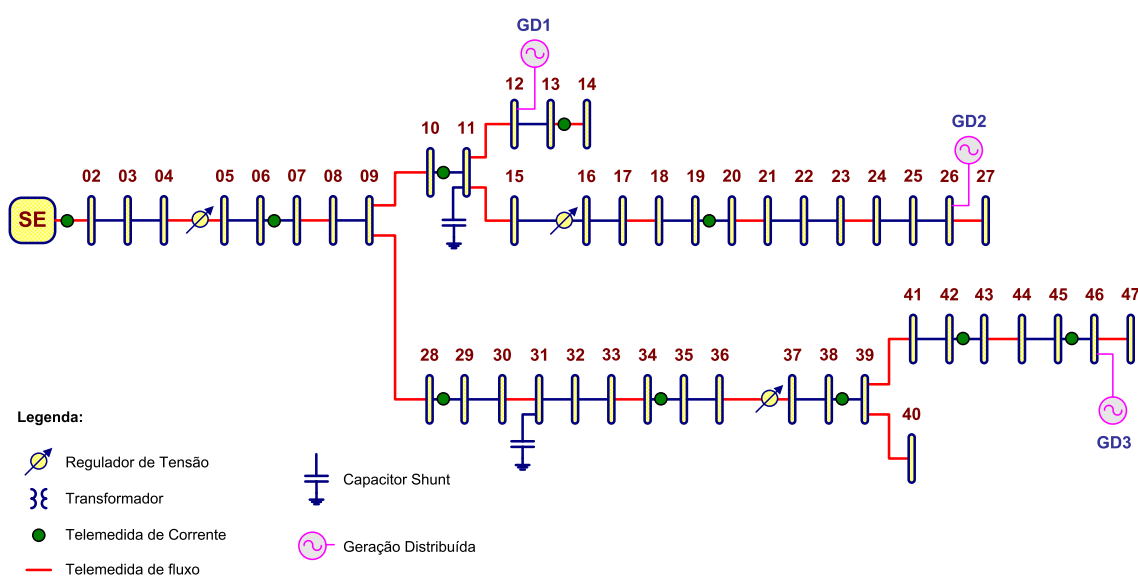 GD1
12 13 14
10 11
GD2
02 03 04 05 06 07 08 09
15 16 17 18 19 20 21 22 23 24 25 26 27
SE
41 42 43 44 45 46 47
28 29 30 31 32 33 34 35 36 37 38 39
40
GD3
Legenda:
Regulador de Tensão
Transformador
Telemedida de Corrente
Telemedida de fluxo
Capacitor Shunt
Geração Distribuída